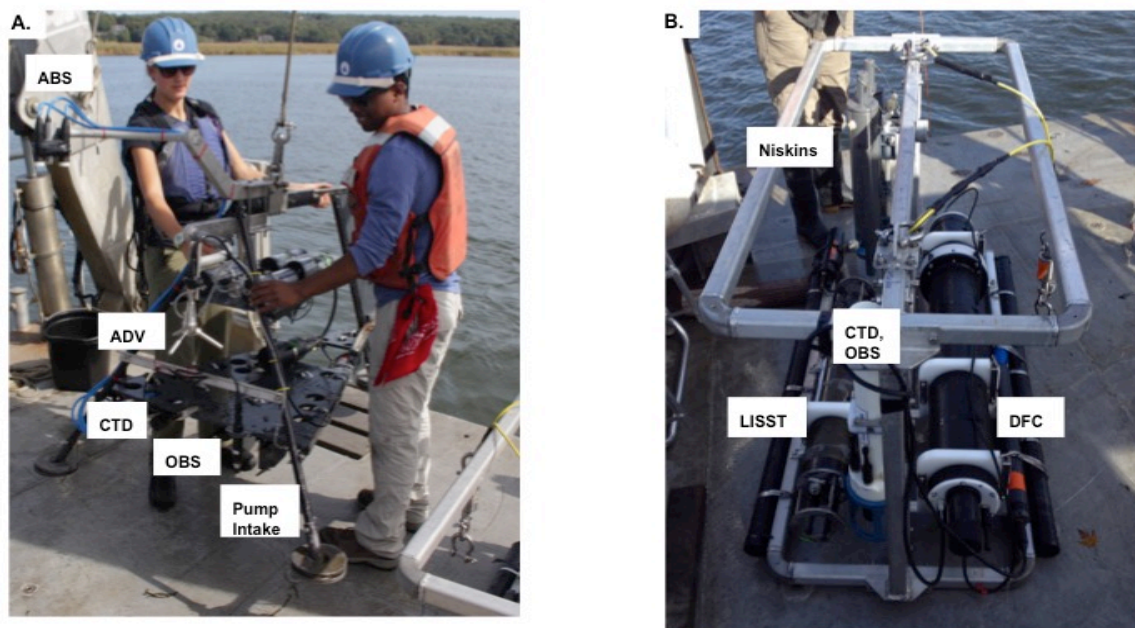 A.
ABS
ADV
CTD
OBS
Pump
Intake
B.
Niskins
CTD,
OBS
LISST
DFC